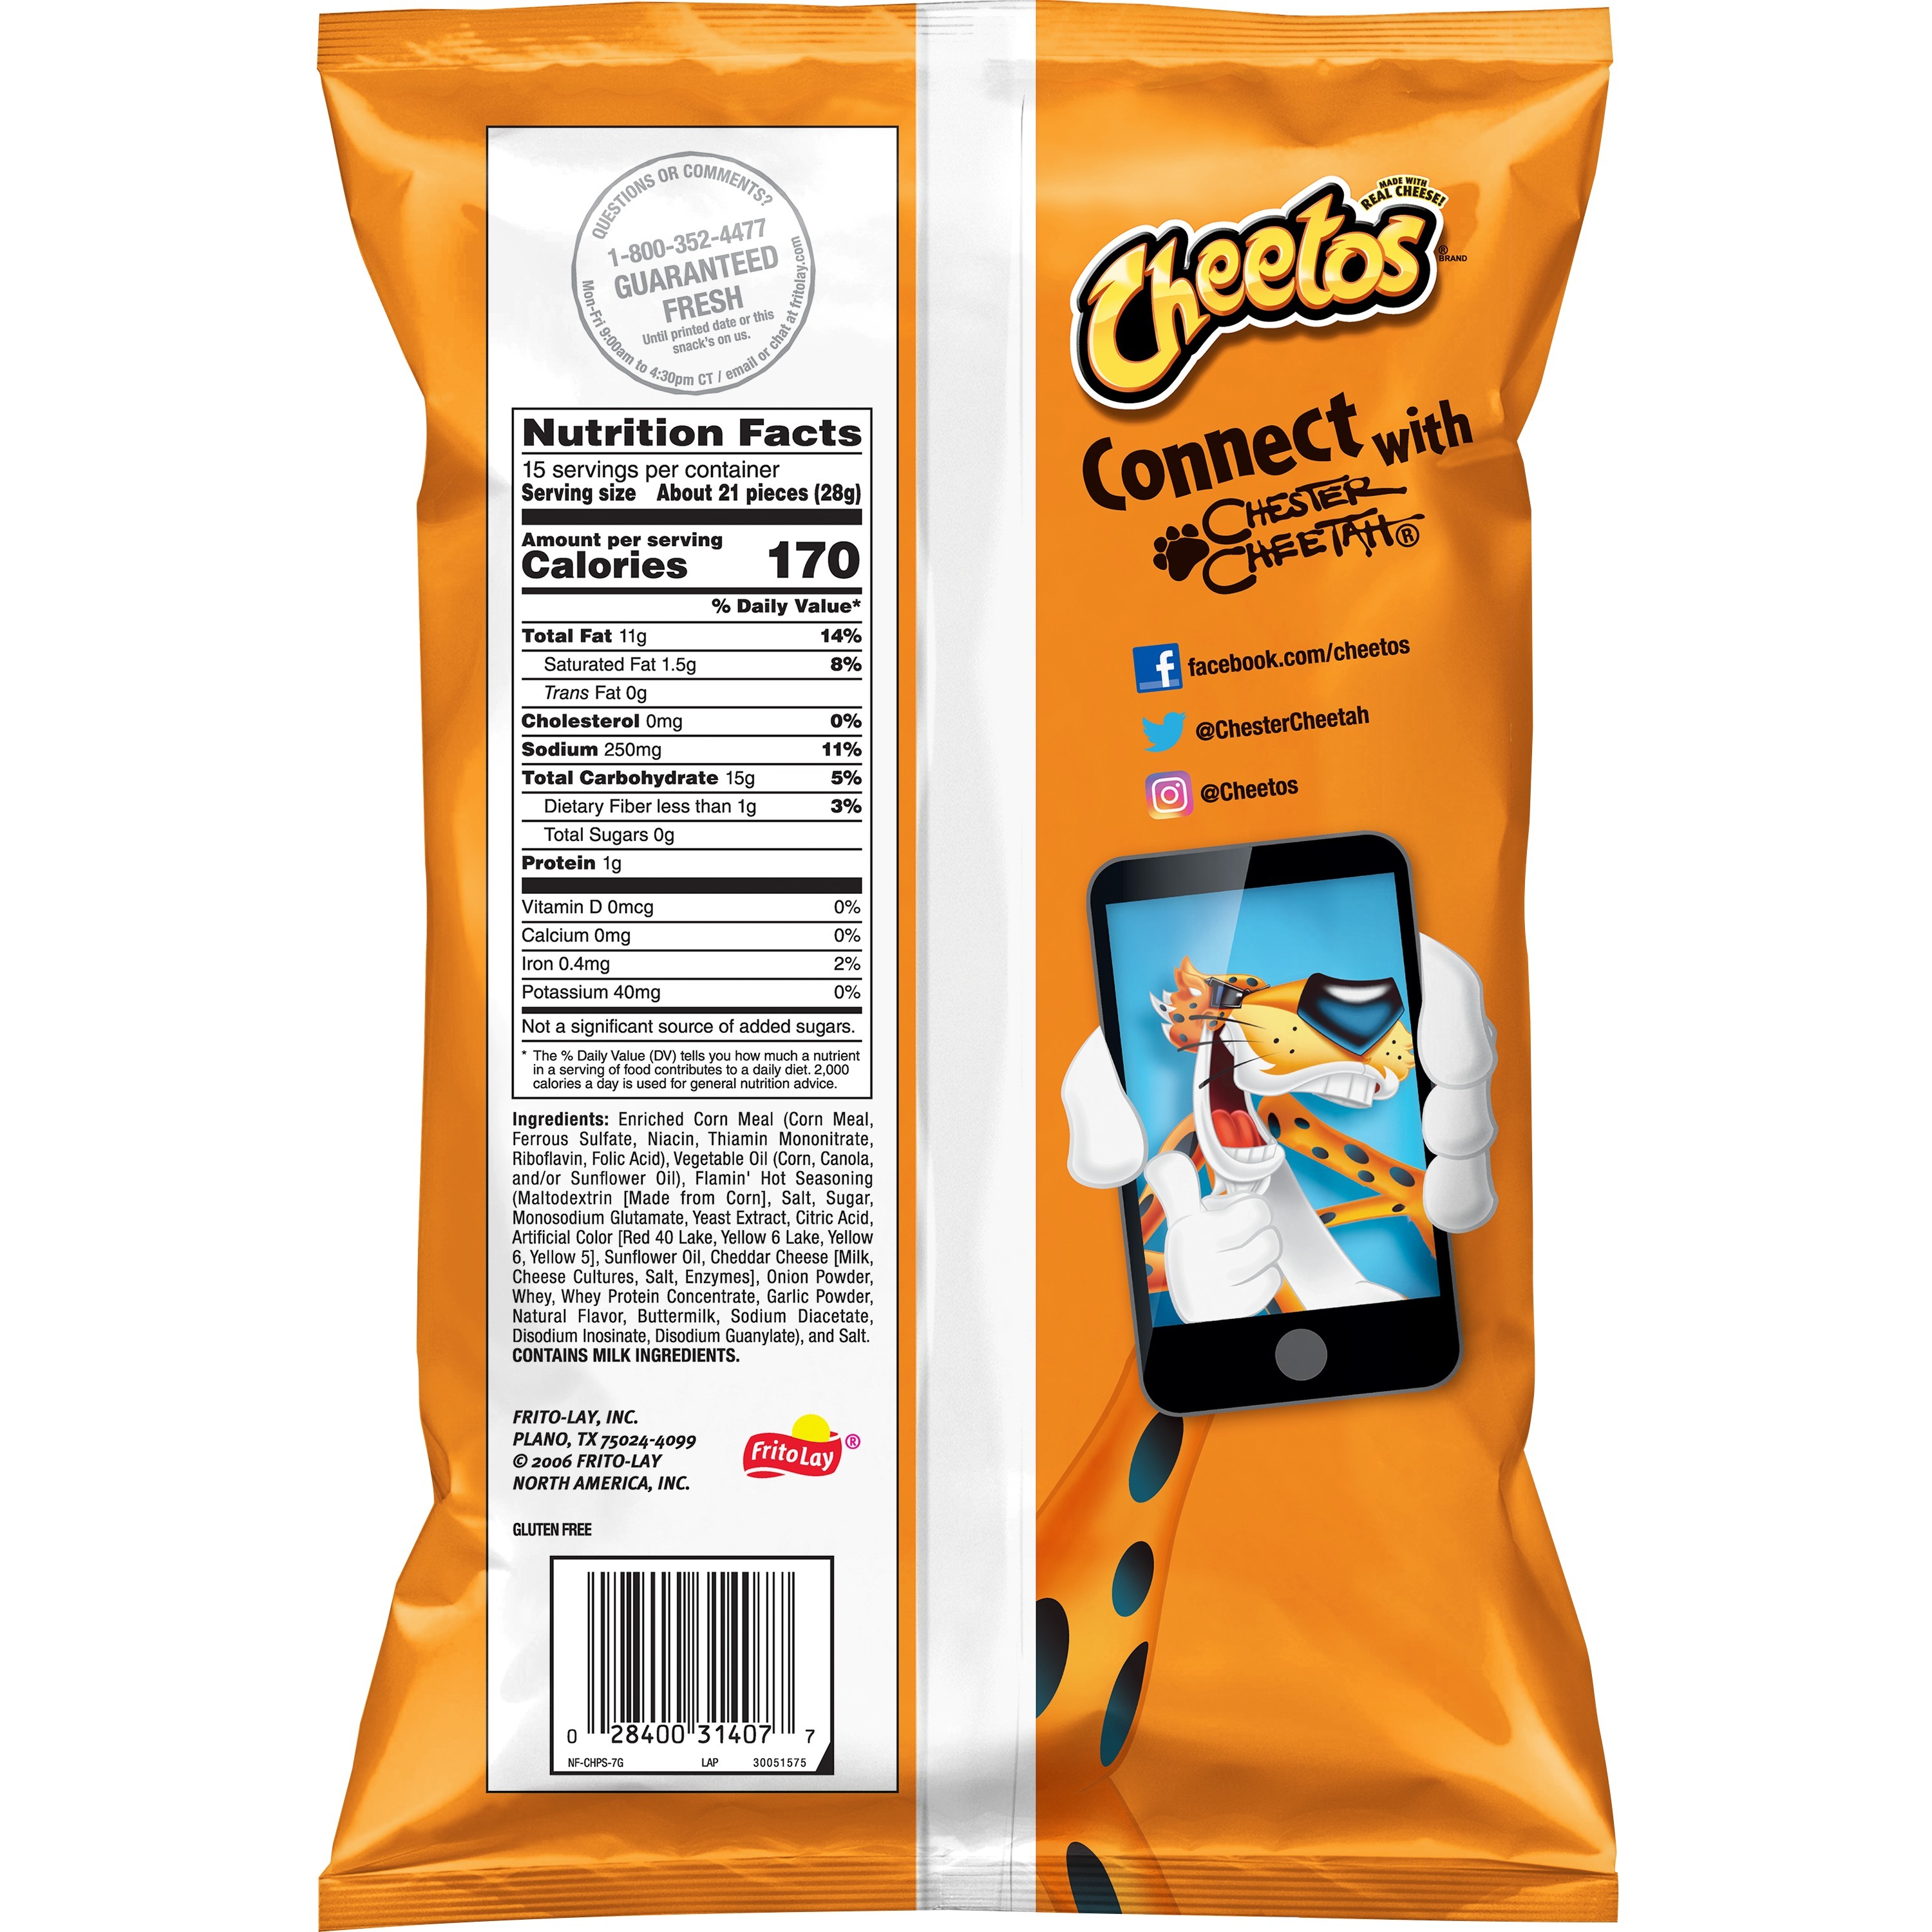 QUESTIONS OR COMMENTS?
1-800-352-4477
GUARANTEED
FRESH
Until printed date or this
snack's on us.
Mon-Fri 9:00am to 4:30pm CT / email or chat at fritolay.com
Nutrition Facts
15 servings per container
Serving size About 21 pieces (28g)
Amount per serving
Calories 170
% Daily Value*
Total Fat 11g 14%
Saturated Fat 1.5g 8%
Trans Fat 0g
Cholesterol 0mg 0%
Sodium 250mg 11%
Total Carbohydrate 15g 5%
Dietary Fiber less than 1g 3%
Total Sugars 0g
Protein 1g
Vitamin D 0mcg 0%
Calcium 0mg 0%
Iron 0.4mg 2%
Potassium 40mg 0%
Not a significant source of added sugars.
* The % Daily Value (DV) tells you how much a nutrient
in a serving of food contributes to a daily diet. 2,000
calories a day is used for general nutrition advice.
Ingredients: Enriched Corn Meal (Corn Meal,
Ferrous Sulfate, Niacin, Thiamin Mononitrate,
Riboflavin, Folic Acid), Vegetable Oil (Corn, Canola,
and/or Sunflower Oil), Flamin' Hot Seasoning
(Maltodextrin [Made from Corn], Salt, Sugar,
Monosodium Glutamate, Yeast Extract, Citric Acid,
Artificial Color [Red 40 Lake, Yellow 6 Lake, Yellow
6, Yellow 5], Sunflower Oil, Cheddar Cheese [Milk,
Cheese Cultures, Salt, Enzymes], Onion Powder,
Whey, Whey Protein Concentrate, Garlic Powder,
Natural Flavor, Buttermilk, Sodium Diacetate,
Disodium Inosinate, Disodium Guanylate), and Salt.
CONTAINS MILK INGREDIENTS.
FRITO-LAY, INC.
PLANO, TX 75024-4099
© 2006 FRITO-LAY
NORTH AMERICA, INC.
Frito Lay ®
GLUTEN FREE
0 28400 31407 7
NF-CHPS-7G LAP 30051575
MADE WITH
REAL CHEESE!
Cheetos
® BRAND
Connect with
CHESTER
CHEETAH®
facebook.com/cheetos
@ChesterCheetah
@Cheetos